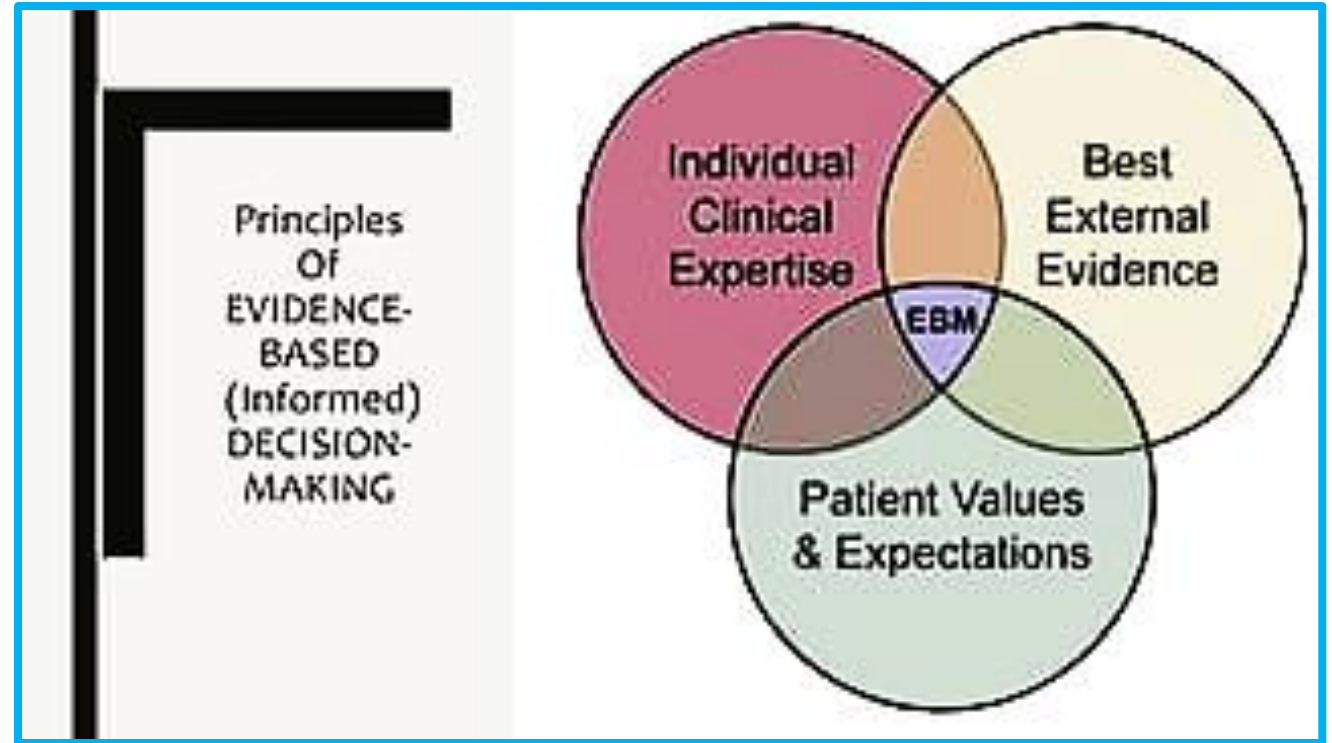 Principles
Of
EVIDENCE-
BASED
(Informed)
DECISION-
MAKING
Individual
Clinical
Expertise
Best
External
Evidence
EBM
Patient Values
& Expectations